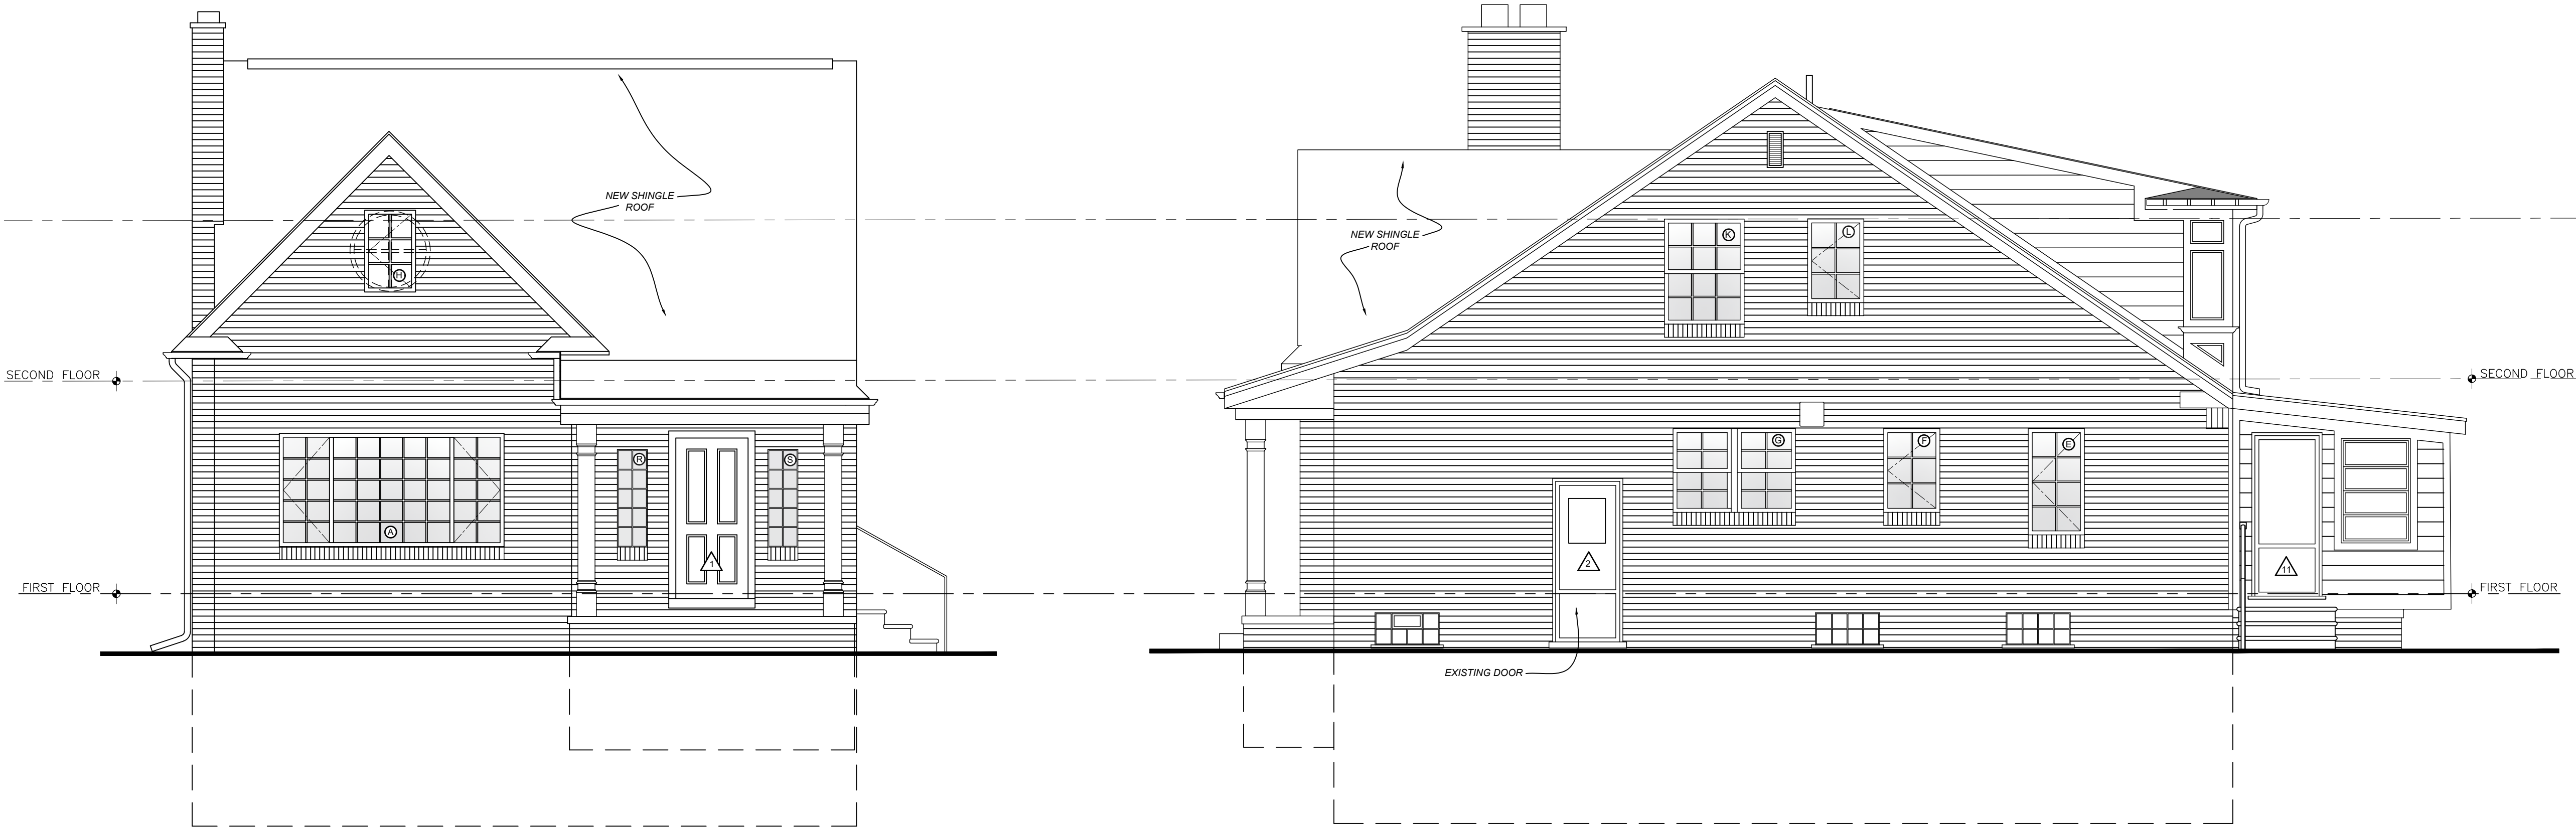 NEW SHINGLE
ROOF
H
SECOND FLOOR
A
R
S
1
FIRST FLOOR
NEW SHINGLE
ROOF
K
L
SECOND FLOOR
G
F
E
2
11
FIRST FLOOR
EXISTING DOOR